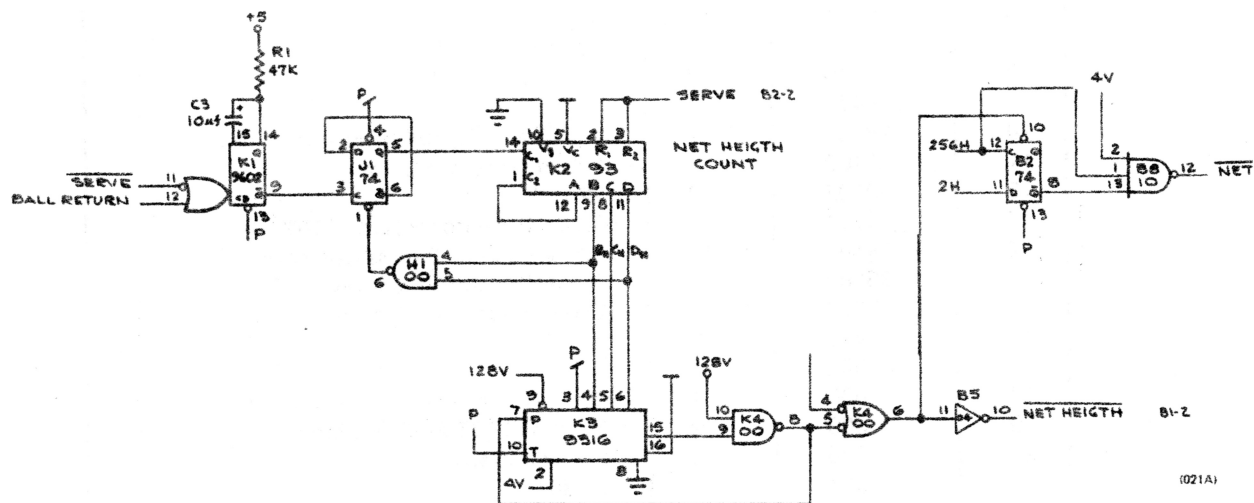 +5
R1
47K
C3
10uf
+
15
14
K1
9602
Q
Q
CD
13
P
SERVE
11
BALL RETURN
12
9
P
4
2
D
Q
5
J1
74
3
C
Q
6
1
14
10
5
2
3
V9
Vc
R1
R2
C1
K2
93
1
C2
A
B
C
D
12
9
8
11
SERVE B2-2
NET HEIGTH
COUNT
BH
CH
DH
6
H1
00
4
5
128V
P
9
3
4
5
6
7
P
K3
9316
15
16
P
10
T
2
8
4V
128V
10
9
K4
00
8
4
5
K4
00
6
B5
11
04
10
NET HEIGTH B1-2
4V
256H
12
C
10
B2
74
2H
11
D
Q
8
13
P
2
1
13
B8
10
12
NET
(021A)